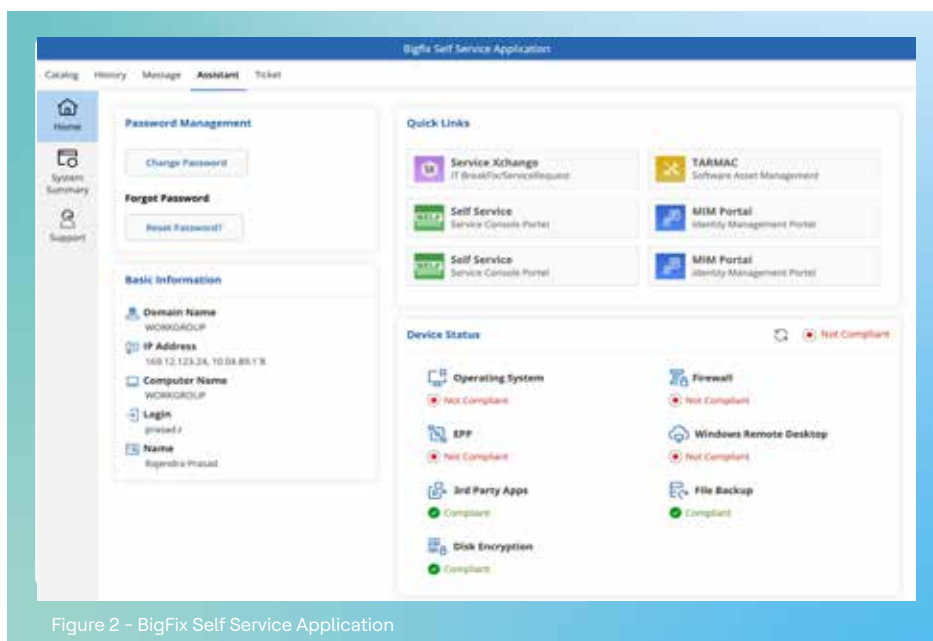 Bigfix Self Service Application
Catalog History Message Assistant Ticket
Home
System Summary
Support
Password Management
Change Password
Forget Password
Reset Password?
Basic Information
Domain Name
WORKGROUP
IP Address
Computer Name
WORKGROUP
Login
prasad.r
Name
Rajendra Prasad
Quick Links
Service Xchange
IT BreakFix/ServiceRequest
TARMAC
Software Asset Management
Self Service
Service Console Portal
MIM Portal
Identity Management Portal
Self Service
Service Console Portal
MIM Portal
Identity Management Portal
Device Status
Not Compliant
Operating System
Not Compliant
Firewall
Not Compliant
EPP
Not Compliant
Windows Remote Desktop
Not Compliant
3rd Party Apps
Compliant
File Backup
Compliant
Disk Encryption
Compliant
Figure 2 - BigFix Self Service Application